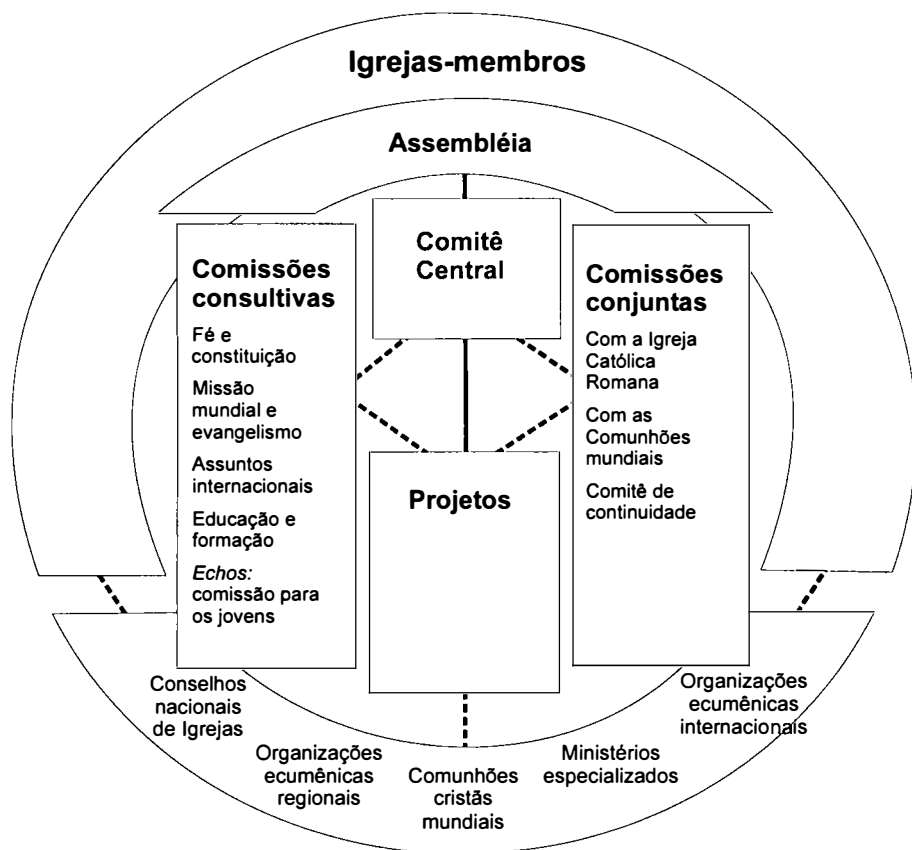 Igrejas-membros
Assembléia
Comitê
Central
Comissões
consultivas
Fé e
constituição
Missão
mundial e
evangelismo
Assuntos
internacionais
Educação e
formação
Echos:
comissão para
os jovens
Comissões
conjuntas
Com a Igreja
Católica
Romana
Com as
Comunhões
mundiais
Comitê de
continuidade
Projetos
Conselhos
nacionais
de Igrejas
Organizações
ecumênicas
regionais
Comunhões
cristãs
mundiais
Ministérios
especializados
Organizações
ecumênicas
internacionais